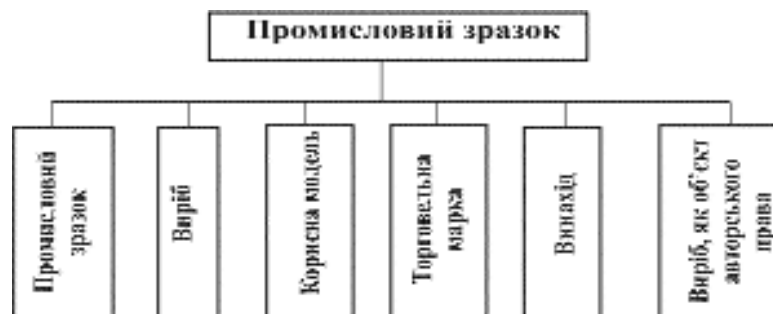 Промисловий зразок
Промисловий
зразок
Виріб
Корисна модель
Торговельна
марка
Винахід
Виріб, як об`єкт
авторського
права